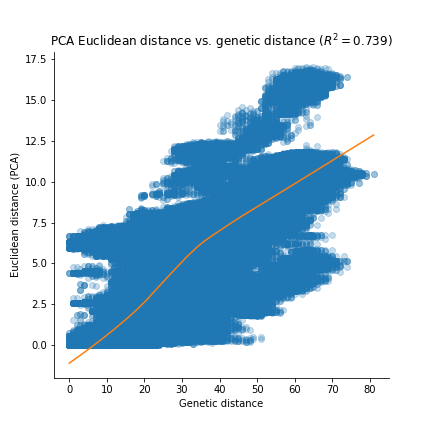 PCA Euclidean distance vs. genetic distance (R² = 0.739)
17.5
15.0
12.5
10.0
7.5
5.0
2.5
0.0
Euclidean distance (PCA)
0 10 20 30 40 50 60 70 80
Genetic distance